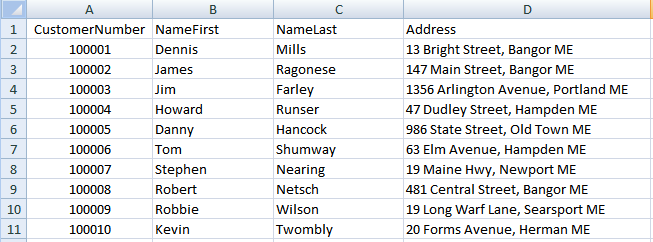 A B C D
1 CustomerNumber NameFirst NameLast Address
2 100001 Dennis Mills 13 Bright Street, Bangor ME
3 100002 James Ragonese 147 Main Street, Bangor ME
4 100003 Jim Farley 1356 Arlington Avenue, Portland ME
5 100004 Howard Runser 47 Dudley Street, Hampden ME
6 100005 Danny Hancock 986 State Street, Old Town ME
7 100006 Tom Shumway 63 Elm Avenue, Hampden ME
8 100007 Stephen Nearing 19 Maine Hwy, Newport ME
9 100008 Robert Netsch 481 Central Street, Bangor ME
10 100009 Robbie Wilson 19 Long Warf Lane, Searsport ME
11 100010 Kevin Twombly 20 Forms Avenue, Herman ME